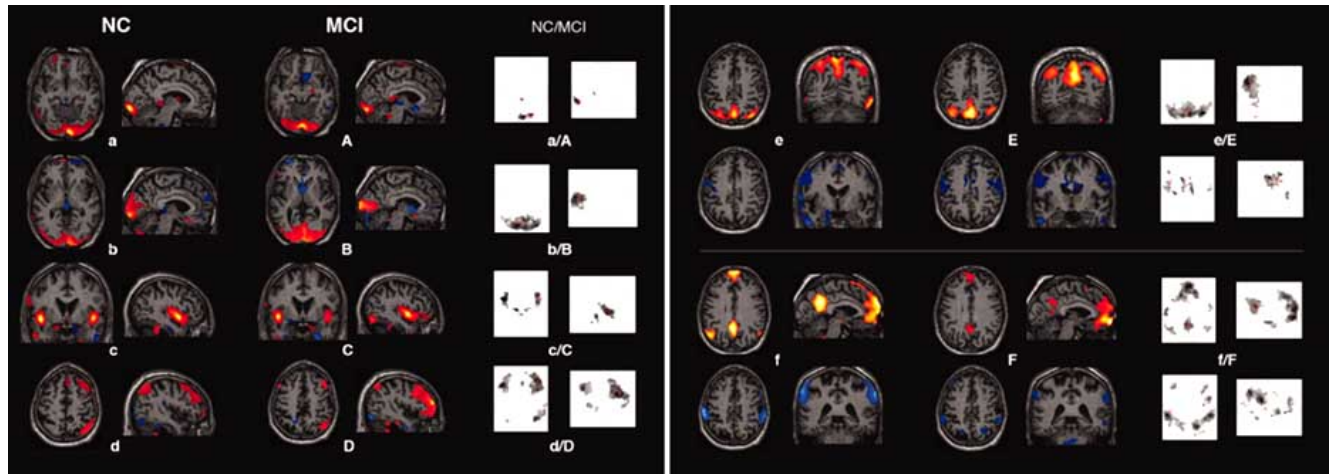 NC MCI NC/MCI
a A a/A
b B b/B
c C c/C
d D d/D
e E e/E
f F f/F